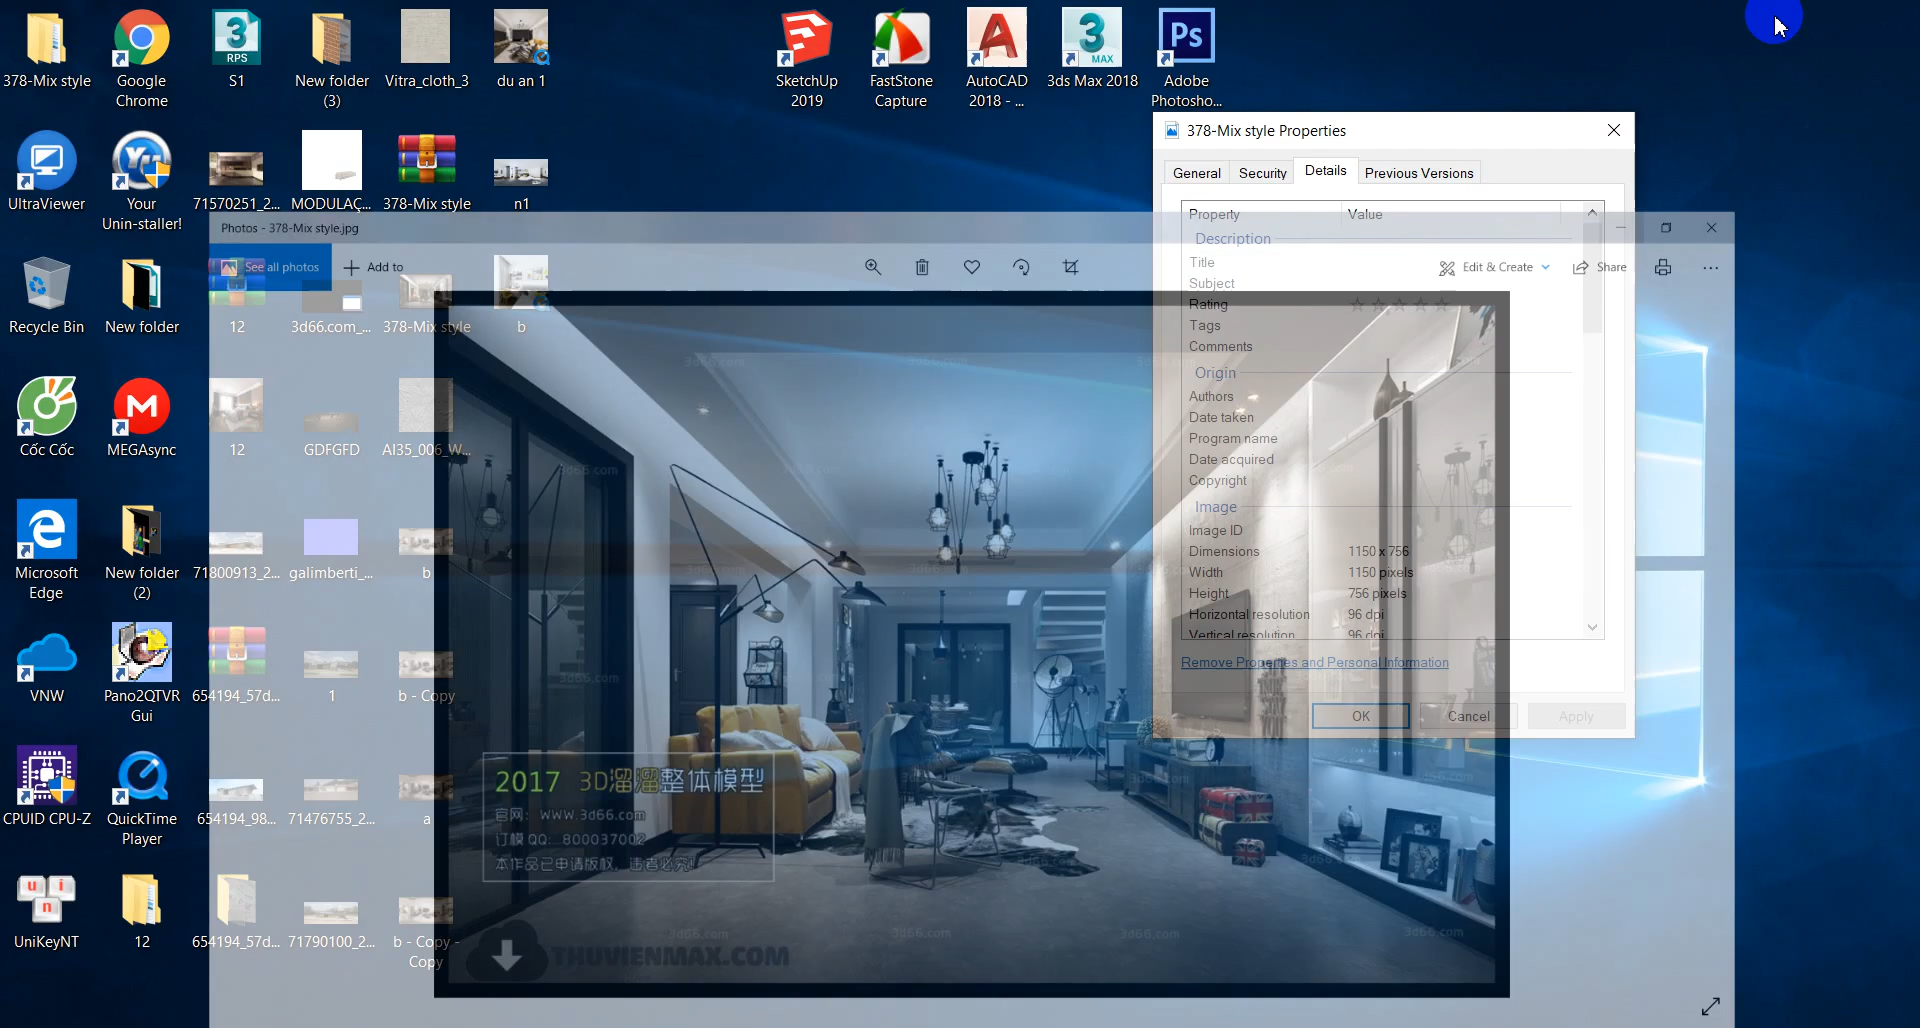 378-Mix style
Google
Chrome
S1
RPS
New folder
(3)
Vitra_cloth_3
du an 1
SketchUp
2019
FastStone
Capture
AutoCAD
2018 - ...
3ds Max 2018
MAX
Adobe
Photosho...
UltraViewer
Your
Unin-staller!
71570251_2...
MODULAÇ...
378-Mix style
n1
378-Mix style Properties
General
Security
Details
Previous Versions
Property
Value
Photos - 378-Mix style.jpg
Description
See all photos
Add to
Title
Edit & Create
Share
Subject
Rating
Tags
Comments
Origin
Authors
Date taken
Program name
Date acquired
Copyright
Image
Image ID
Dimensions 1150 x 756
Width 1150 pixels
Height 756 pixels
Horizontal resolution 96 dpi
Vertical resolution 96 dpi
Remove Properties and Personal Information
OK
Cancel
Apply
Recycle Bin
New folder
12
3d66.com_...
378-Mix style
b
Cốc Cốc
MEGAsync
12
GDFGFD
AI35_006_W...
Microsoft
Edge
New folder
(2)
71800913_2...
galimberti_...
b
VNW
Pano2QTVR
Gui
654194_57d...
1
b - Copy
CPUID CPU-Z
QuickTime
Player
654194_98...
71476755_2...
a
UniKeyNT
12
654194_57d...
71790100_2...
b - Copy -
Copy
2017 3D溜溜整体模型
官网: WWW.3d66.com
订模QQ: 800037002
本作品已申请版权, 违者必究!
THUVIENMAX.COM